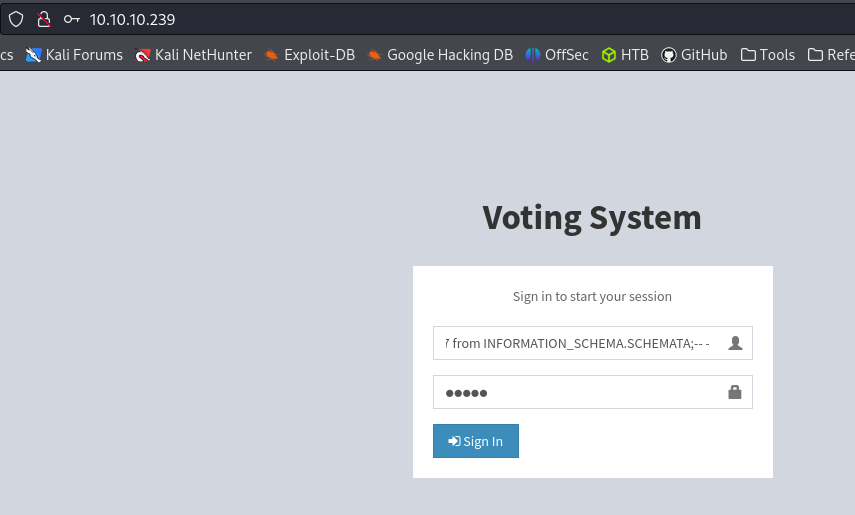 10.10.10.239
cs Kali Forums Kali NetHunter Exploit-DB Google Hacking DB OffSec HTB GitHub Tools Refe
Voting System
Sign in to start your session
7 from INFORMATION_SCHEMA.SCHEMATA;-- -
●●●●●
Sign In